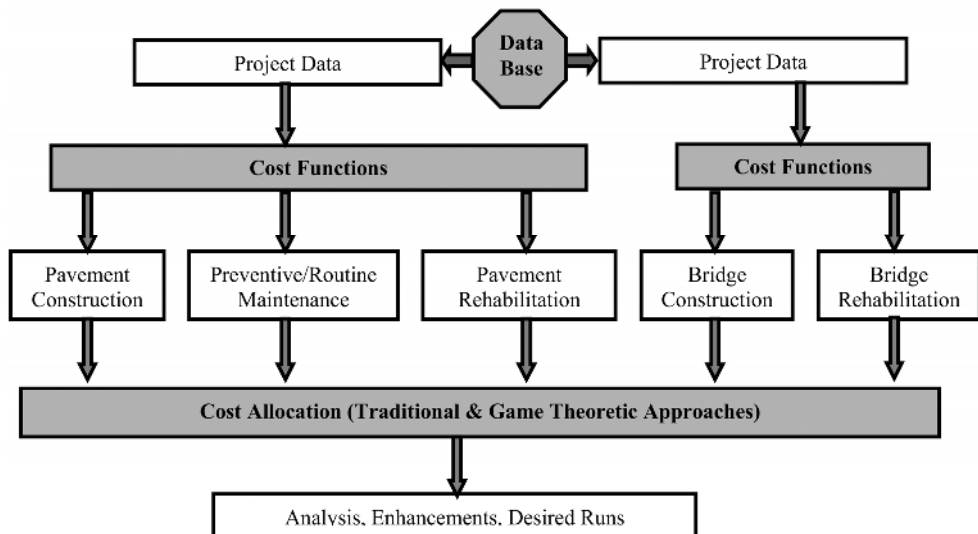 Data
Base
Project Data
Project Data
Cost Functions
Cost Functions
Pavement
Construction
Preventive/Routine
Maintenance
Pavement
Rehabilitation
Bridge
Construction
Bridge
Rehabilitation
Cost Allocation (Traditional & Game Theoretic Approaches)
Analysis, Enhancements, Desired Runs